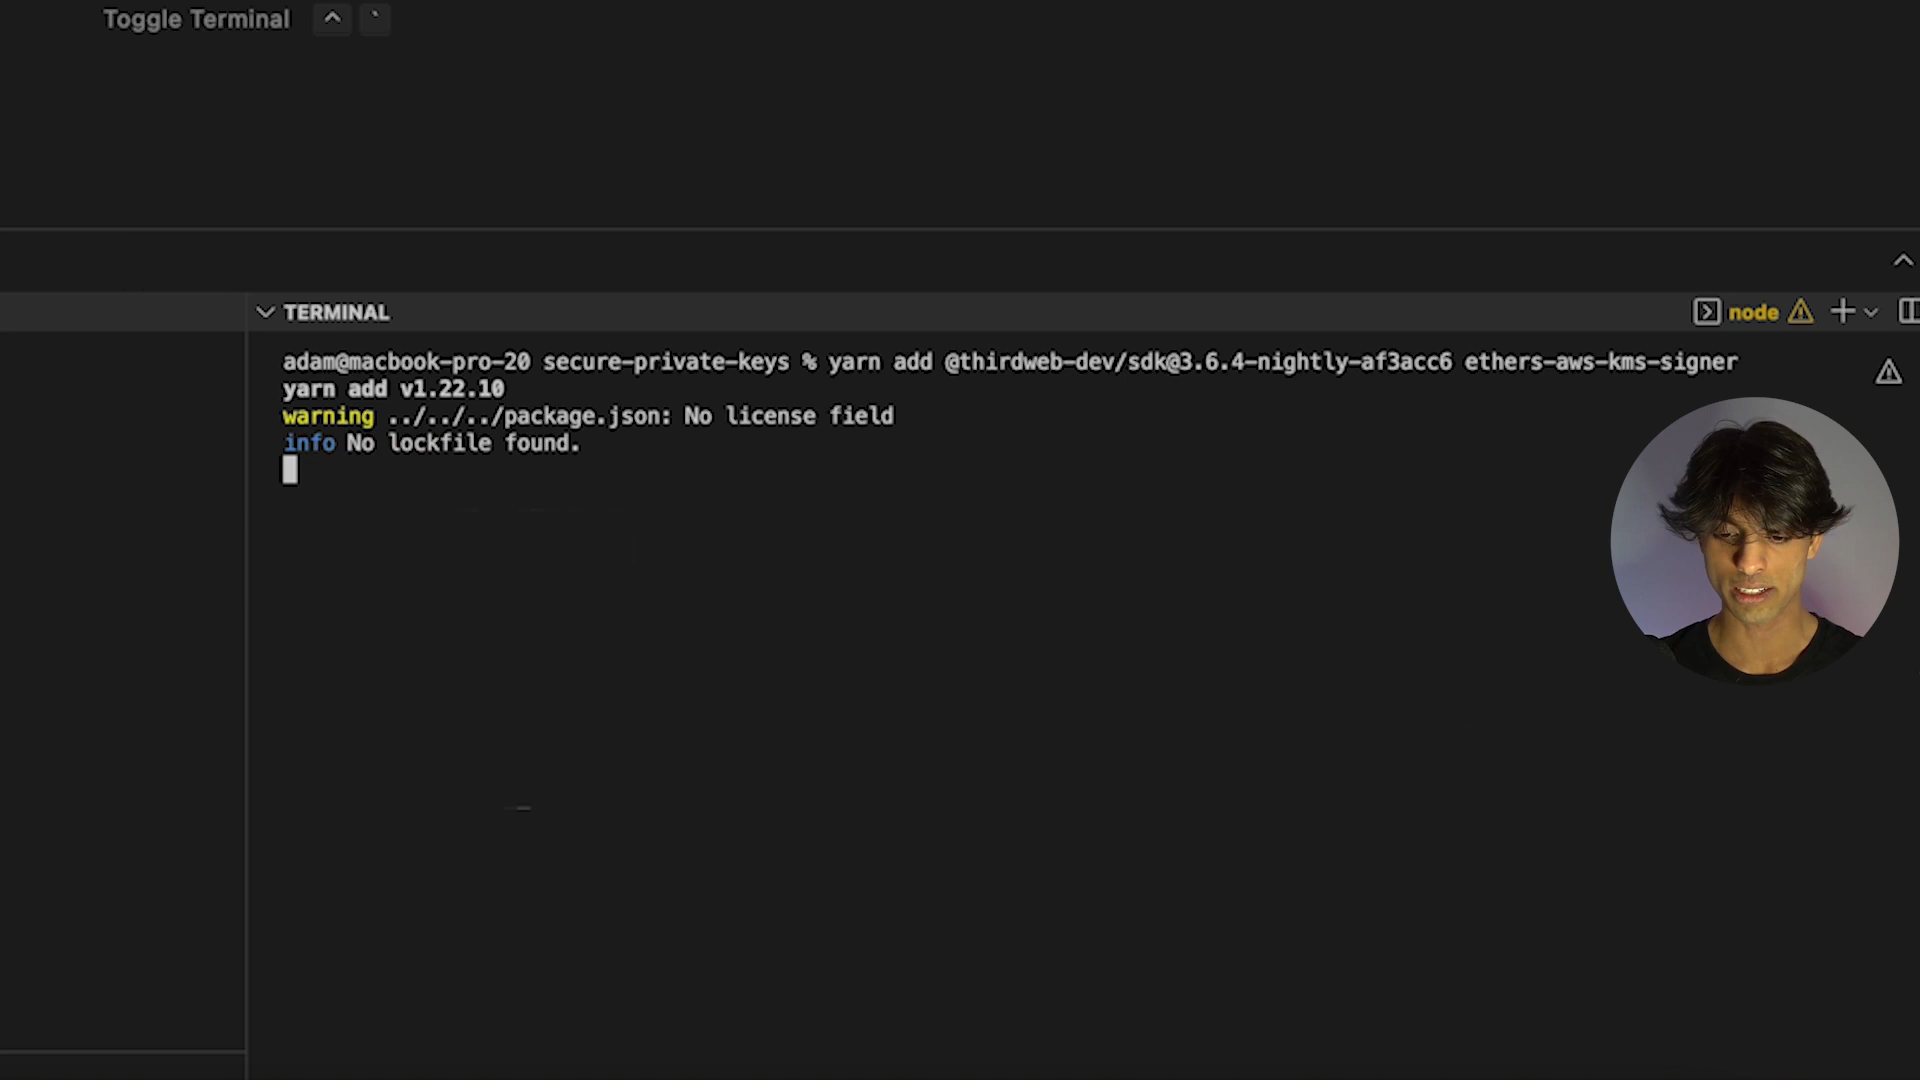 Toggle Terminal ^ `
TERMINAL
node
adam@macbook-pro-20 secure-private-keys % yarn add @thirdweb-dev/sdk@3.6.4-nightly-af3acc6 ethers-aws-kms-signer
yarn add v1.22.10
warning ../../../package.json: No license field
info No lockfile found.